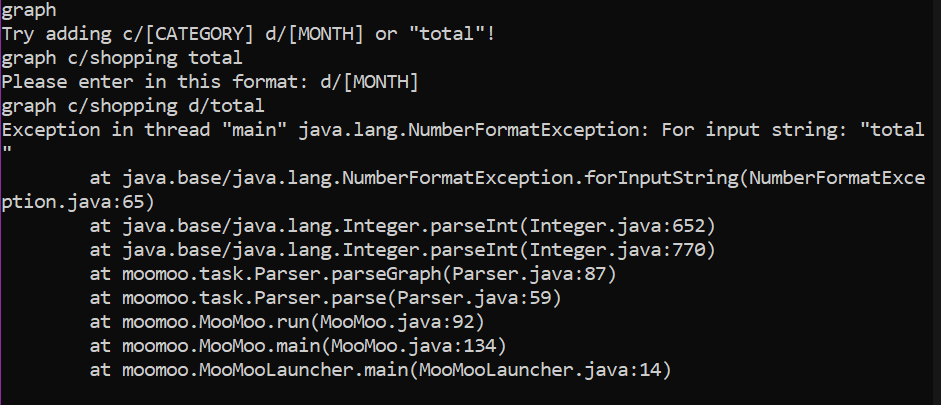 graph
Try adding c/[CATEGORY] d/[MONTH] or "total"!
graph c/shopping total
Please enter in this format: d/[MONTH]
graph c/shopping d/total
Exception in thread "main" java.lang.NumberFormatException: For input string: "total
"
at java.base/java.lang.NumberFormatException.forInputString(NumberFormatExce
ption.java:65)
at java.base/java.lang.Integer.parseInt(Integer.java:652)
at java.base/java.lang.Integer.parseInt(Integer.java:770)
at moomoo.task.Parser.parseGraph(Parser.java:87)
at moomoo.task.Parser.parse(Parser.java:59)
at moomoo.MooMoo.run(MooMoo.java:92)
at moomoo.MooMoo.main(MooMoo.java:134)
at moomoo.MooMooLauncher.main(MooMooLauncher.java:14)